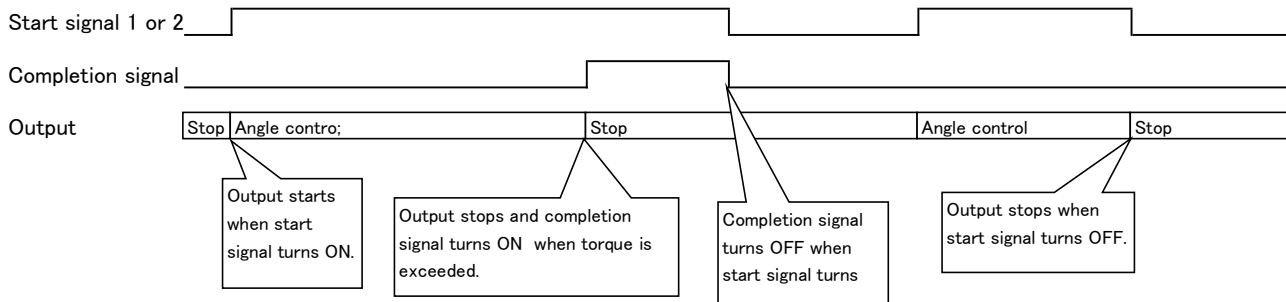 Start signal 1 or 2
Completion signal
Output
Stop
Angle contro;
Stop
Angle control
Stop
Output starts
when start
signal turns ON.
Output stops and completion
signal turns ON when torque is
exceeded.
Completion signal
turns OFF when
start signal turns
Output stops when
start signal turns OFF.